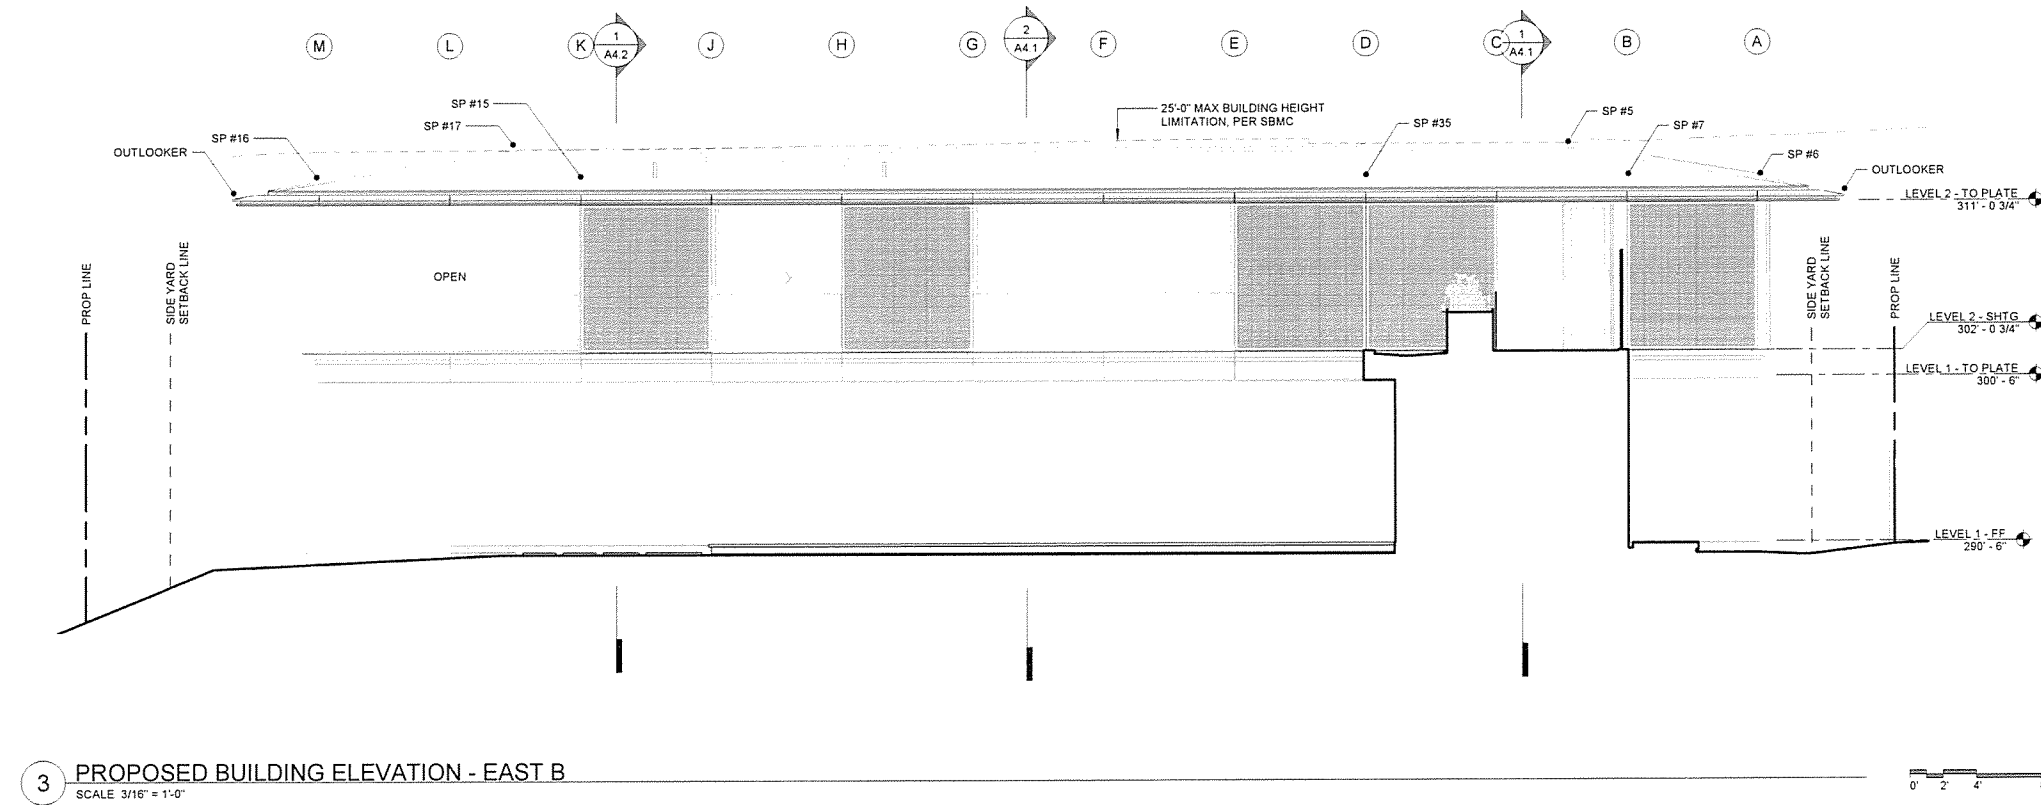 M L K J H G F E D C B A
1
A4.2
2
A4.1
1
A4.1
SP #15
SP #17
SP #16
OUTLOOKER
25'-0" MAX BUILDING HEIGHT
LIMITATION, PER SBMC
SP #35
SP #5
SP #7
SP #6
OUTLOOKER
LEVEL 2 - TO PLATE
311' - 0 3/4"
PROP LINE
SIDE YARD
SETBACK LINE
OPEN
SIDE YARD
SETBACK LINE
PROP LINE
LEVEL 2 - SHTG
302' - 0 3/4"
LEVEL 1 - TO PLATE
300' - 6"
LEVEL 1 - FF
290' - 6"
3
PROPOSED BUILDING ELEVATION - EAST B
SCALE 3/16" = 1'-0"
0' 2' 4'